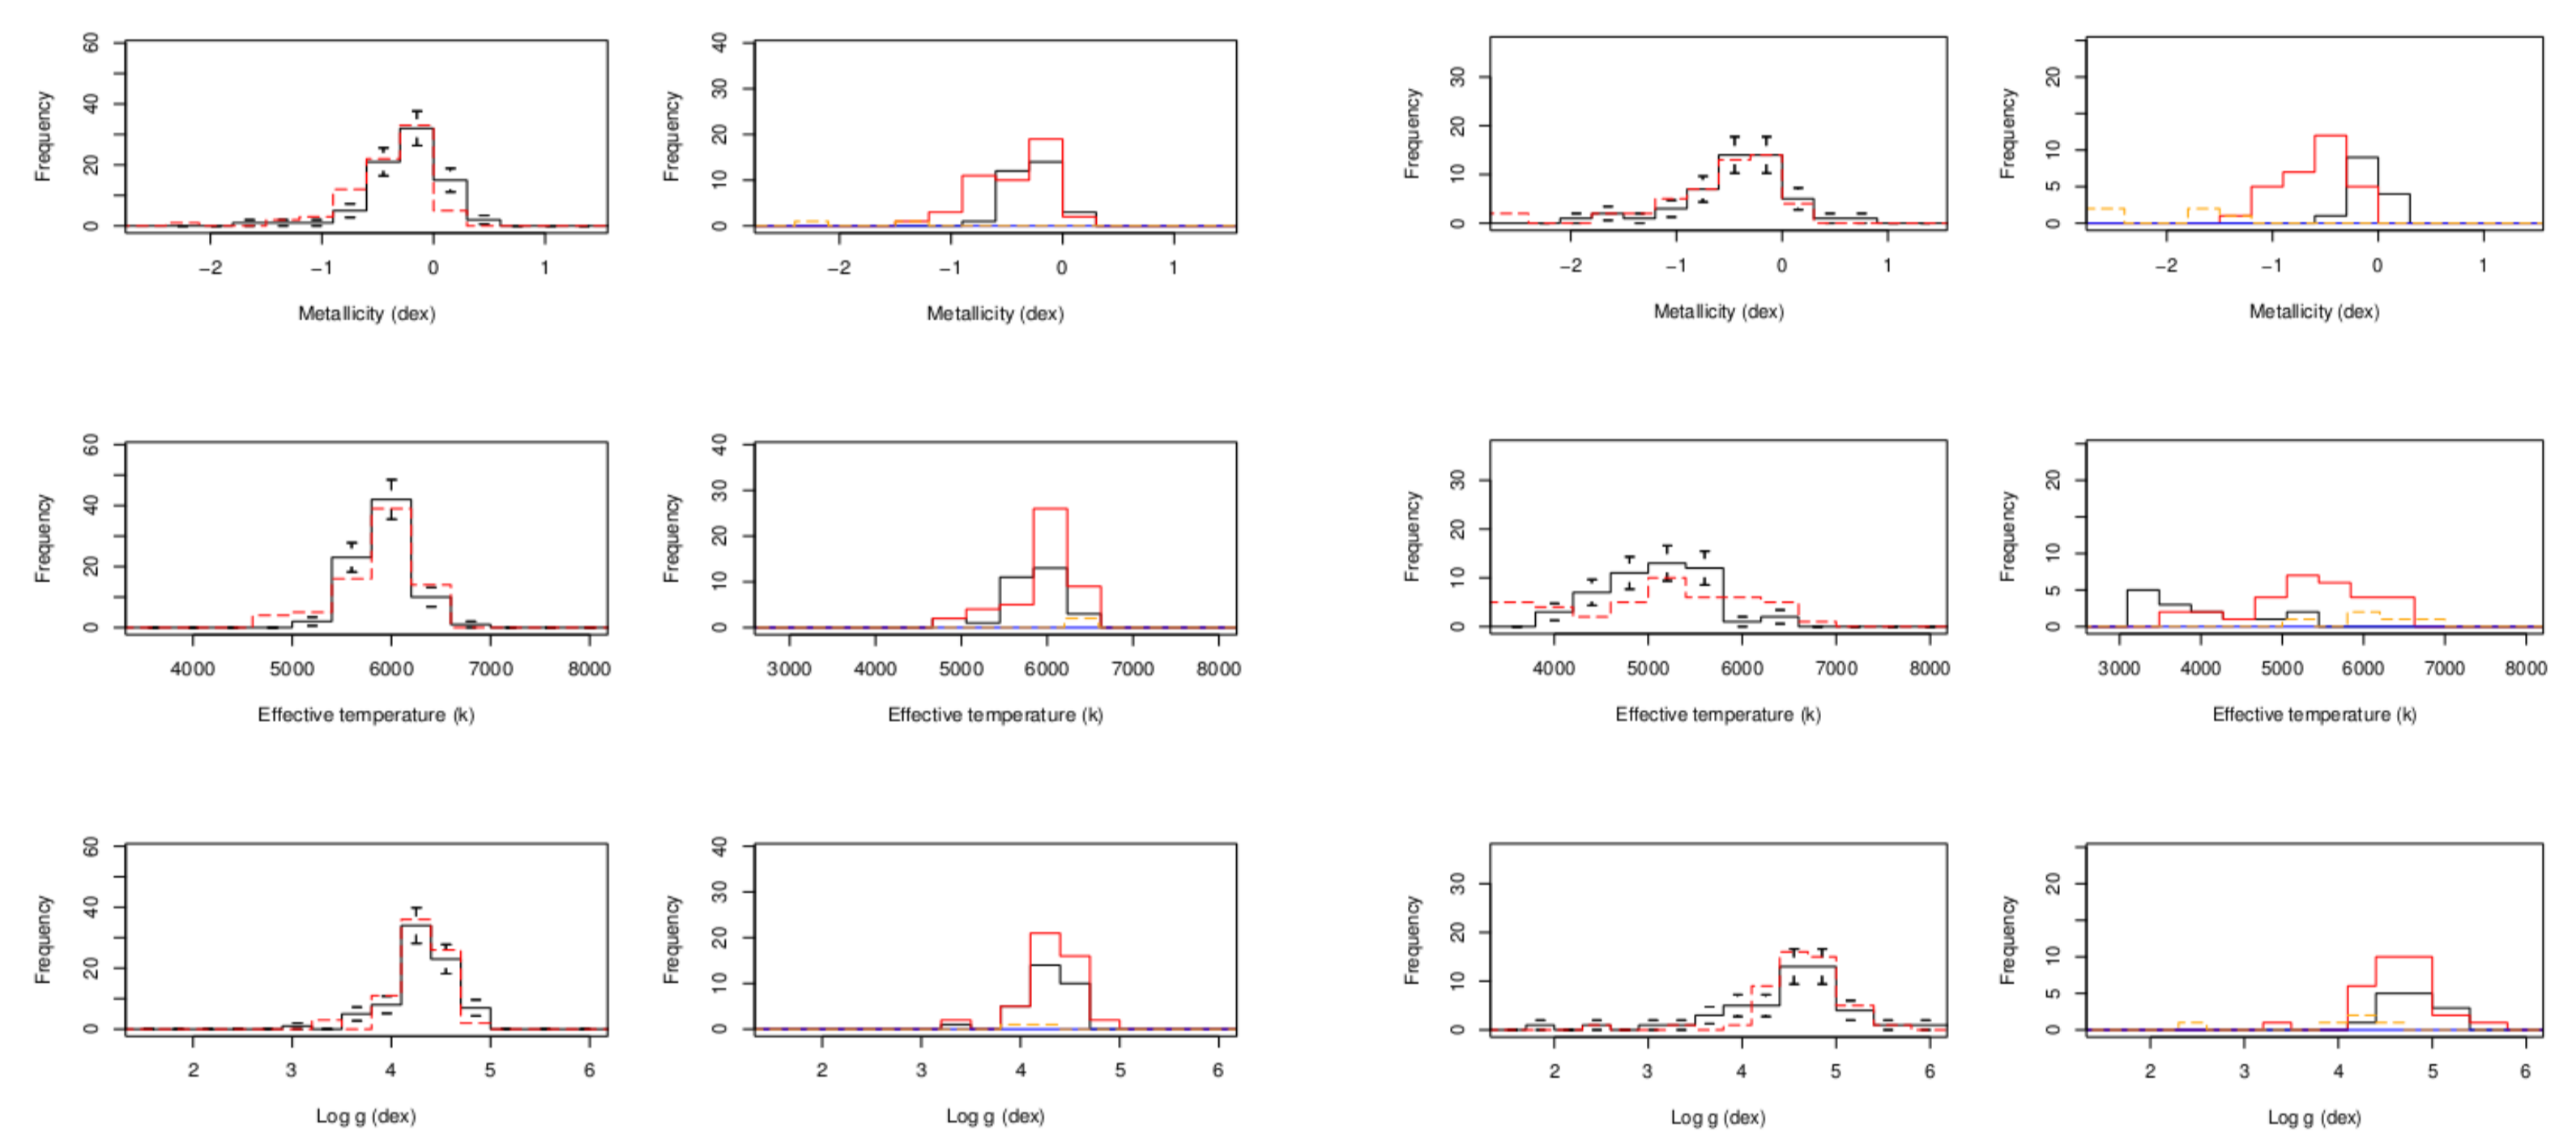 Frequency 0 20 40 60 −2 −1 0 1 Metallicity (dex)
Frequency 0 10 20 30 40 −2 −1 0 1 Metallicity (dex)
Frequency 0 10 20 30 −2 −1 0 1 Metallicity (dex)
Frequency 0 5 10 20 −2 −1 0 1 Metallicity (dex)
Frequency 0 20 40 60 4000 5000 6000 7000 8000 Effective temperature (k)
Frequency 0 10 20 30 40 3000 4000 5000 6000 7000 8000 Effective temperature (k)
Frequency 0 10 20 30 4000 5000 6000 7000 8000 Effective temperature (k)
Frequency 0 5 10 20 3000 4000 5000 6000 7000 8000 Effective temperature (k)
Frequency 0 20 40 60 2 3 4 5 6 Log g (dex)
Frequency 0 10 20 30 40 2 3 4 5 6 Log g (dex)
Frequency 0 10 20 30 2 3 4 5 6 Log g (dex)
Frequency 0 5 10 20 2 3 4 5 6 Log g (dex)